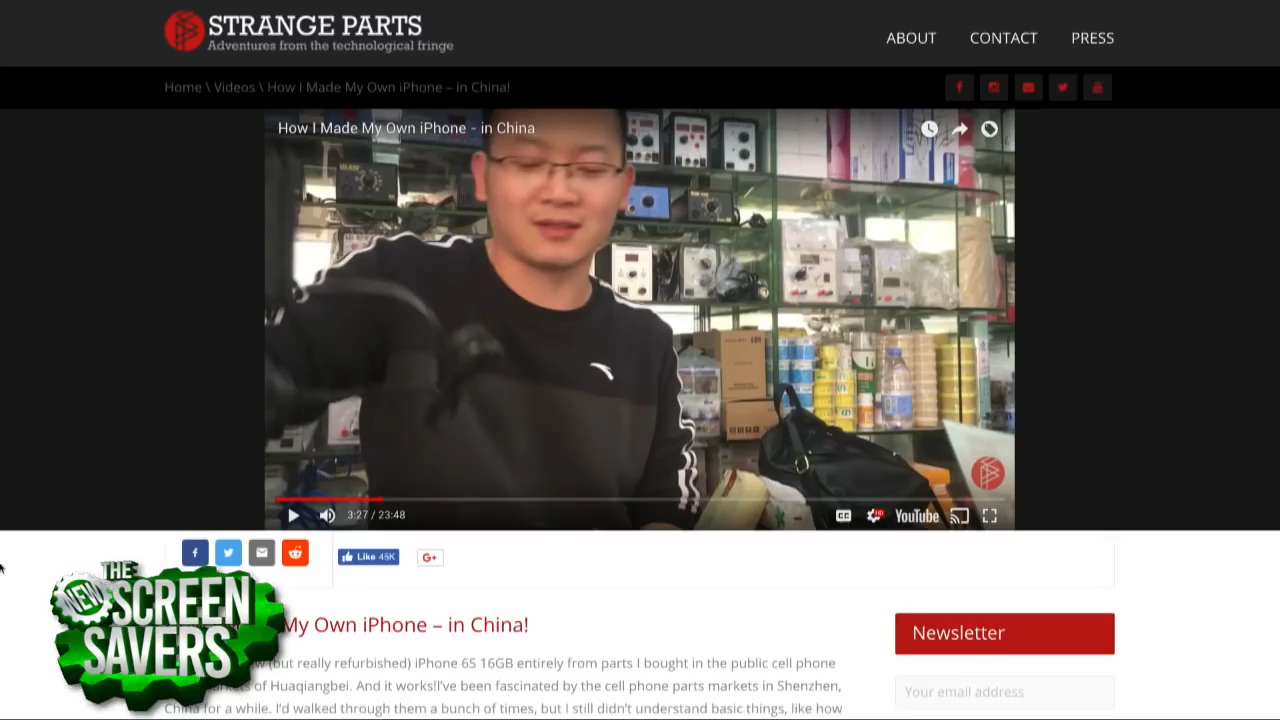 STRANGE PARTS
Adventures from the technological fringe
ABOUT CONTACT PRESS
Home \ Videos \ How I Made My Own iPhone – in China!
How I Made My Own iPhone - in China
3:27 / 23:48
CC HD YouTube
Like 45K
G+
THE
NEW
SCREEN
SAVERS
My Own iPhone – in China!
(but really refurbished) iPhone 6S 16GB entirely from parts I bought in the public cell phone
of Huaqiangbei. And it works!I've been fascinated by the cell phone parts markets in Shenzhen,
China for a while. I'd walked through them a bunch of times, but I still didn't understand basic things, like how
Newsletter
Your email address